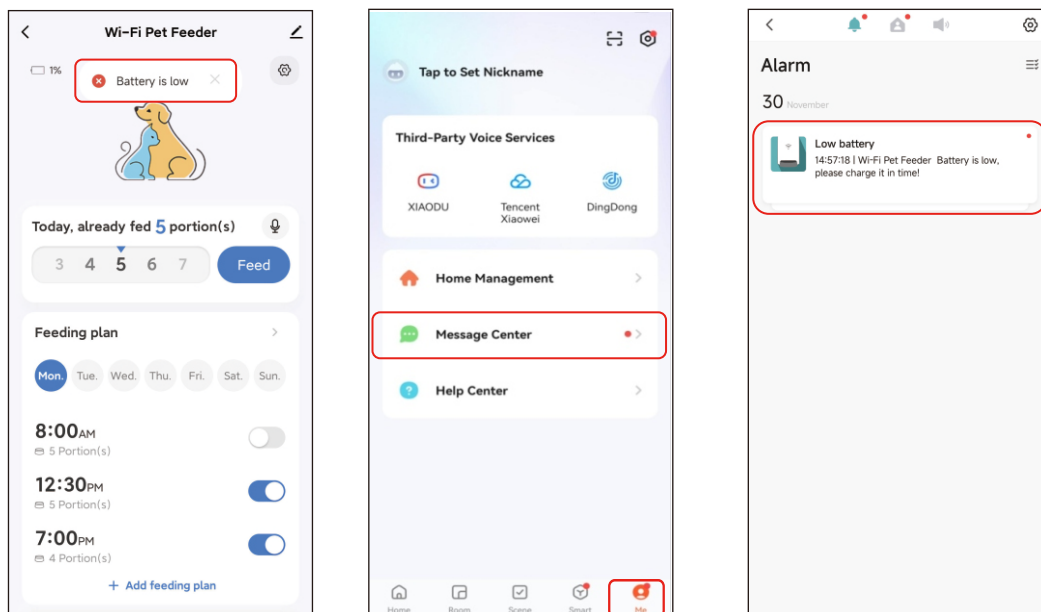 Wi-Fi Pet Feeder
1%
Battery is low
Today, already fed 5 portion(s)
3 4 5 6 7
Feed
Feeding plan
Mon. Tue. Wed. Thu. Fri. Sat. Sun.
8:00AM
5 Portion(s)
12:30PM
5 Portion(s)
7:00PM
4 Portion(s)
+ Add feeding plan
Tap to Set Nickname
Third-Party Voice Services
XIAODU
Tencent
Xiaowei
DingDong
Home Management
Message Center
Help Center
Home Room Scene Smart Me
Alarm
30 November
Low battery
14:57:18 | Wi-Fi Pet Feeder Battery is low,
please charge it in time!